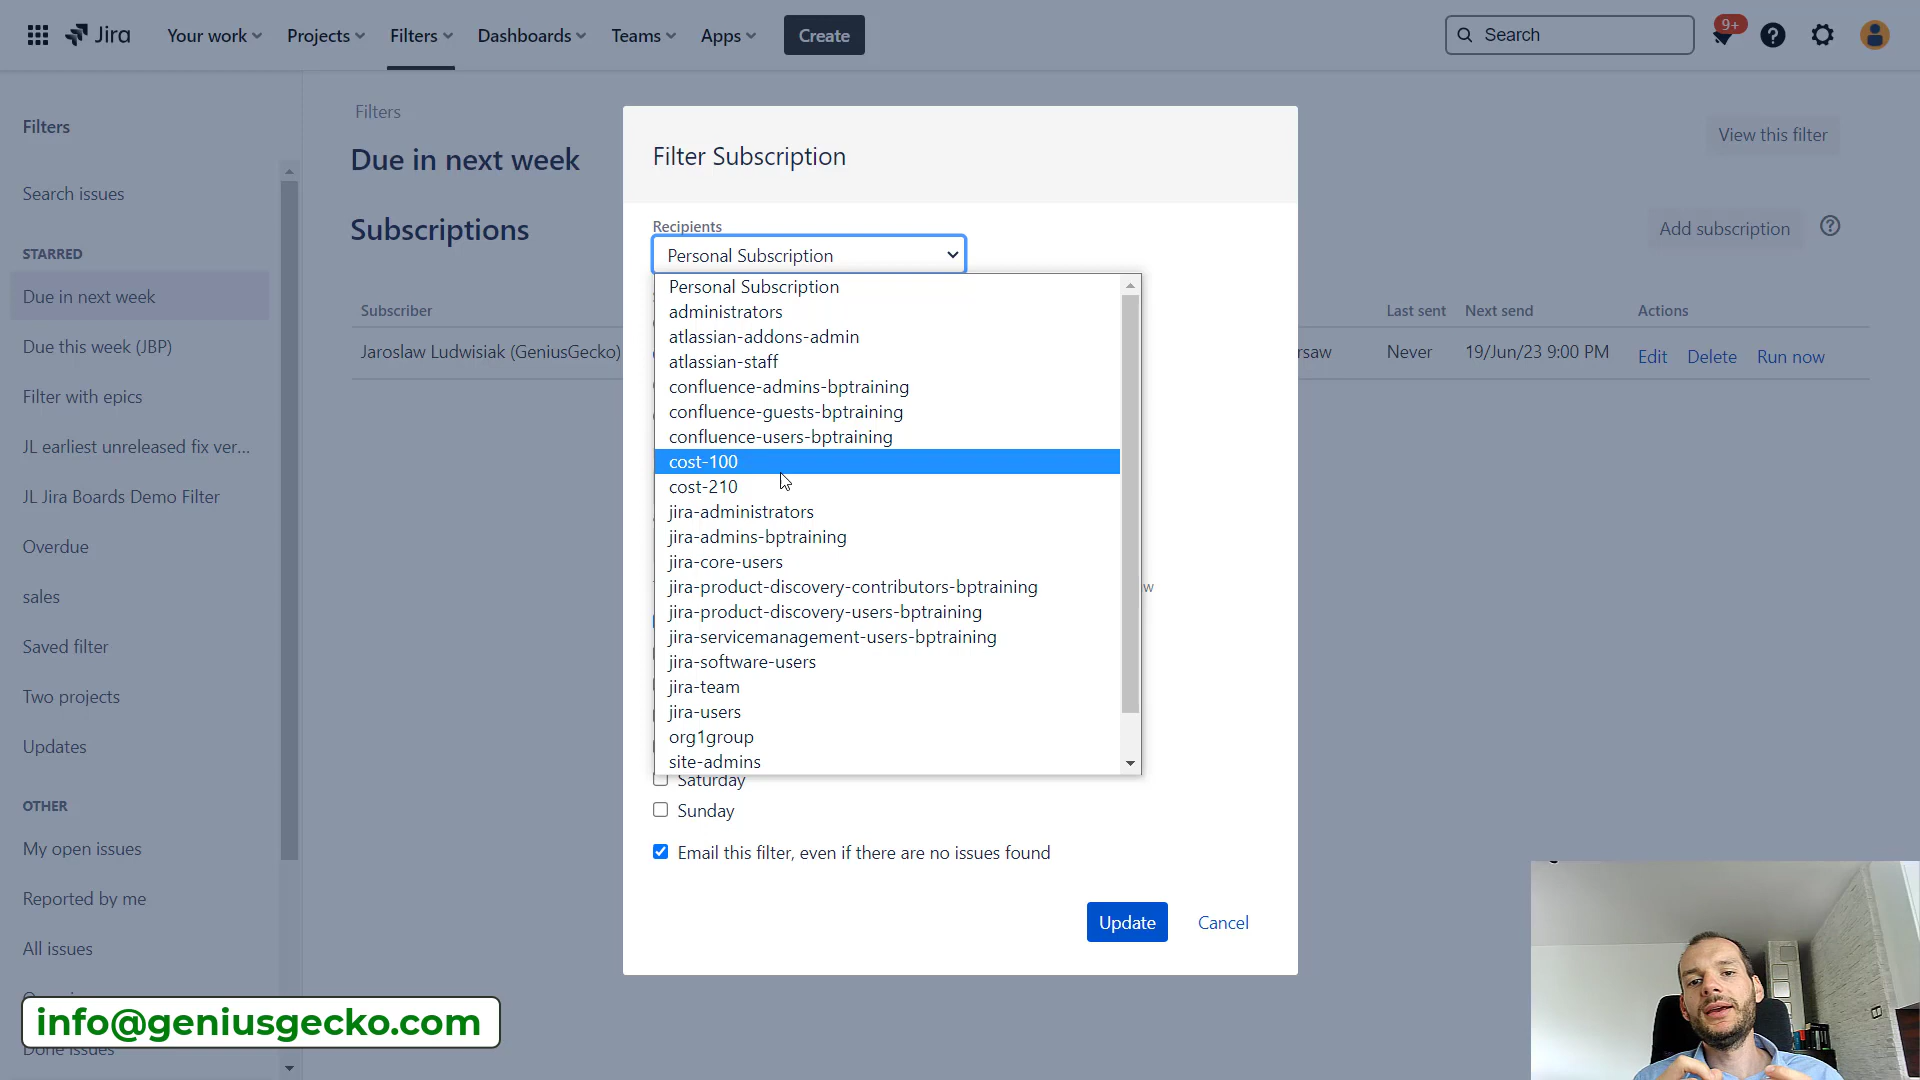 Jira
Your work
Projects
Filters
Dashboards
Teams
Apps
Create
Search
9+
Filters
Search issues
STARRED
Due in next week
Due this week (JBP)
Filter with epics
JL earliest unreleased fix ver...
JL Jira Boards Demo Filter
Overdue
sales
Saved filter
Two projects
Updates
OTHER
My open issues
Reported by me
All issues
Done issues
info@geniusgecko.com
Filters
Due in next week
View this filter
Subscriptions
Add subscription
Subscriber
Last sent
Next send
Actions
Jaroslaw Ludwisiak (GeniusGecko)
rsaw
Never
19/Jun/23 9:00 PM
Edit
Delete
Run now
Filter Subscription
Recipients
Personal Subscription
Personal Subscription
administrators
atlassian-addons-admin
atlassian-staff
confluence-admins-bptraining
confluence-guests-bptraining
confluence-users-bptraining
cost-100
cost-210
jira-administrators
jira-admins-bptraining
jira-core-users
jira-product-discovery-contributors-bptraining
jira-product-discovery-users-bptraining
jira-servicemanagement-users-bptraining
jira-software-users
jira-team
jira-users
org1group
site-admins
w
Saturday
Sunday
Email this filter, even if there are no issues found
Update
Cancel